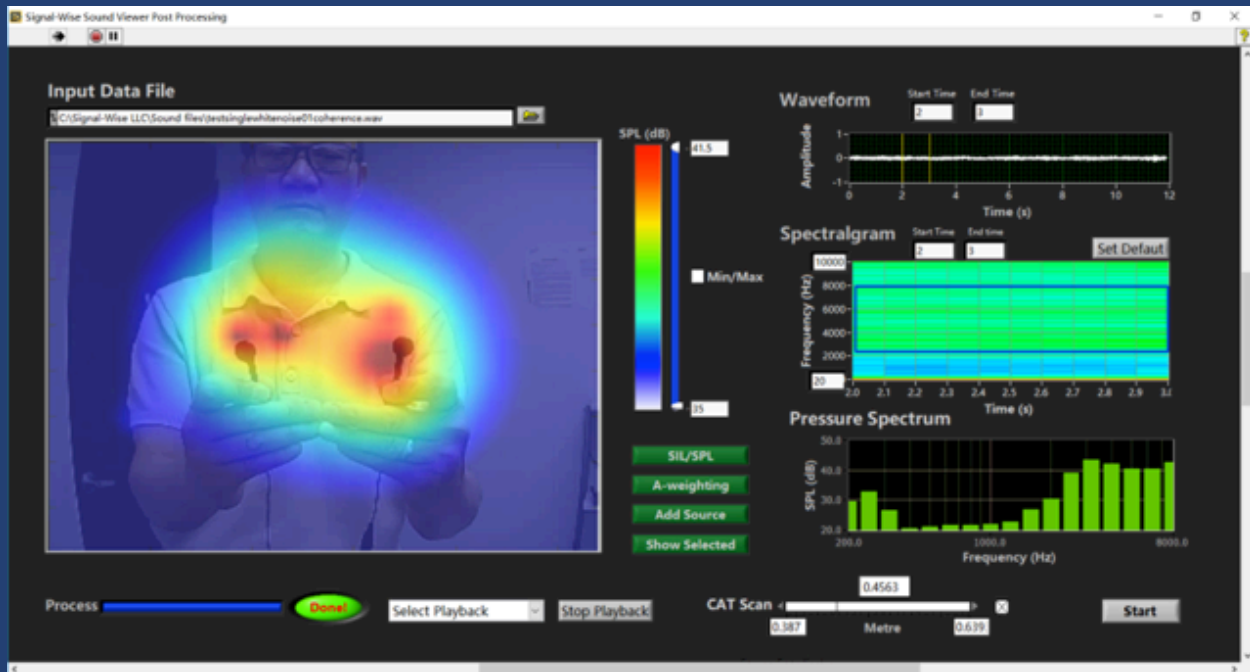 Signal-Wise Sound Viewer Post Processing
Input Data File
C:\Signal-Wise LLC\Sound files\testsinglewhitenoise01coherence.wav
SPL (dB)
41.5
Min/Max
35
SIL/SPL
A-weighting
Add Source
Show Selected
Waveform
Start Time
End Time
2
3
Amplitude
1
0
-1
0 2 4 6 8 10 12
Time (s)
Spectralgram
Start Time
End time
2
3
Set Defaut
Frequency (Hz)
10000
8000
6000
4000
2000
20
2.0 2.1 2.2 2.3 2.4 2.5 2.6 2.7 2.8 2.9 3.0
Time (s)
Pressure Spectrum
SPL (dB)
50.0
40.0
30.0
20.0
200.0 1000.0 8000.0
Frequency (Hz)
Process
Done!
Select Playback
Stop Playback
CAT Scan
0.4563
0.387
Metre
0.639
Start